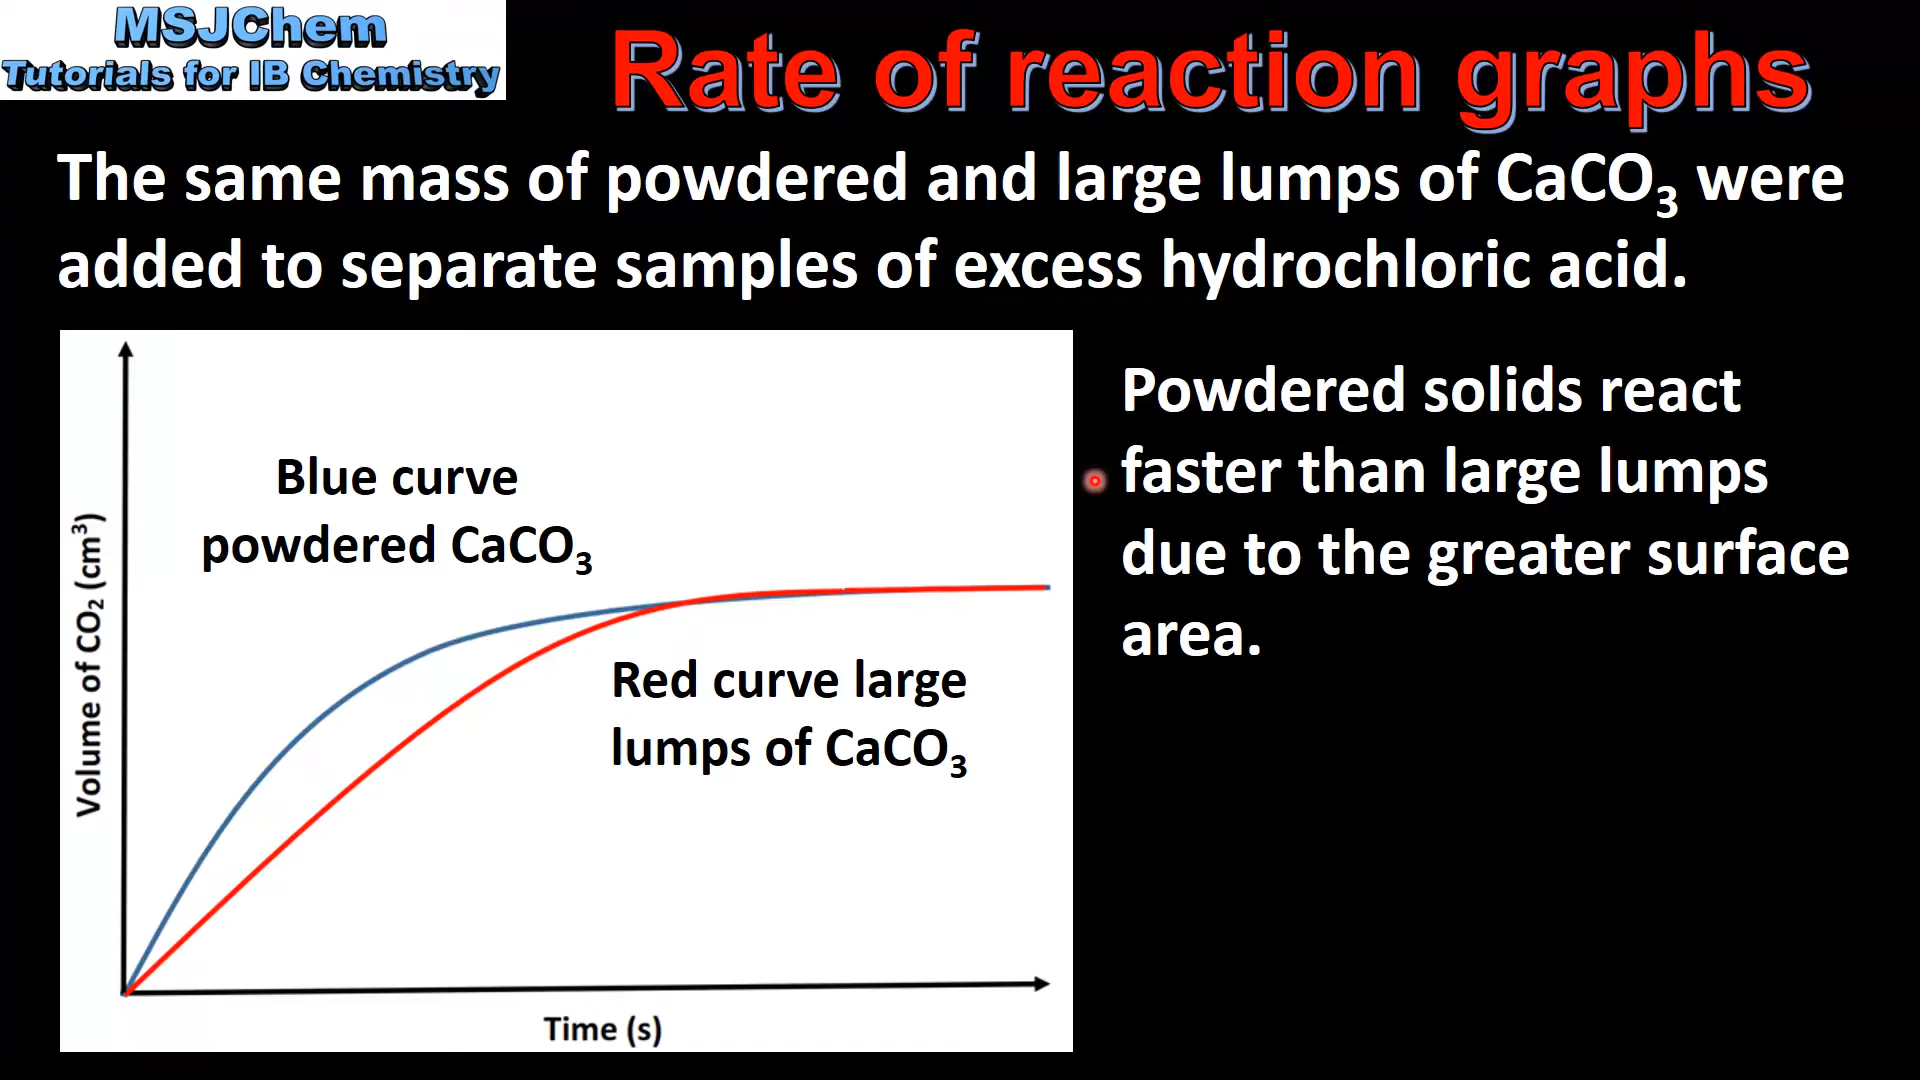 MSJChem
Tutorials for IB Chemistry
Rate of reaction graphs
The same mass of powdered and large lumps of CaCO₃ were
added to separate samples of excess hydrochloric acid.
Volume of CO₂ (cm³)
Blue curve
powdered CaCO₃
Red curve large
lumps of CaCO₃
Time (s)
Powdered solids react
faster than large lumps
due to the greater surface
area.